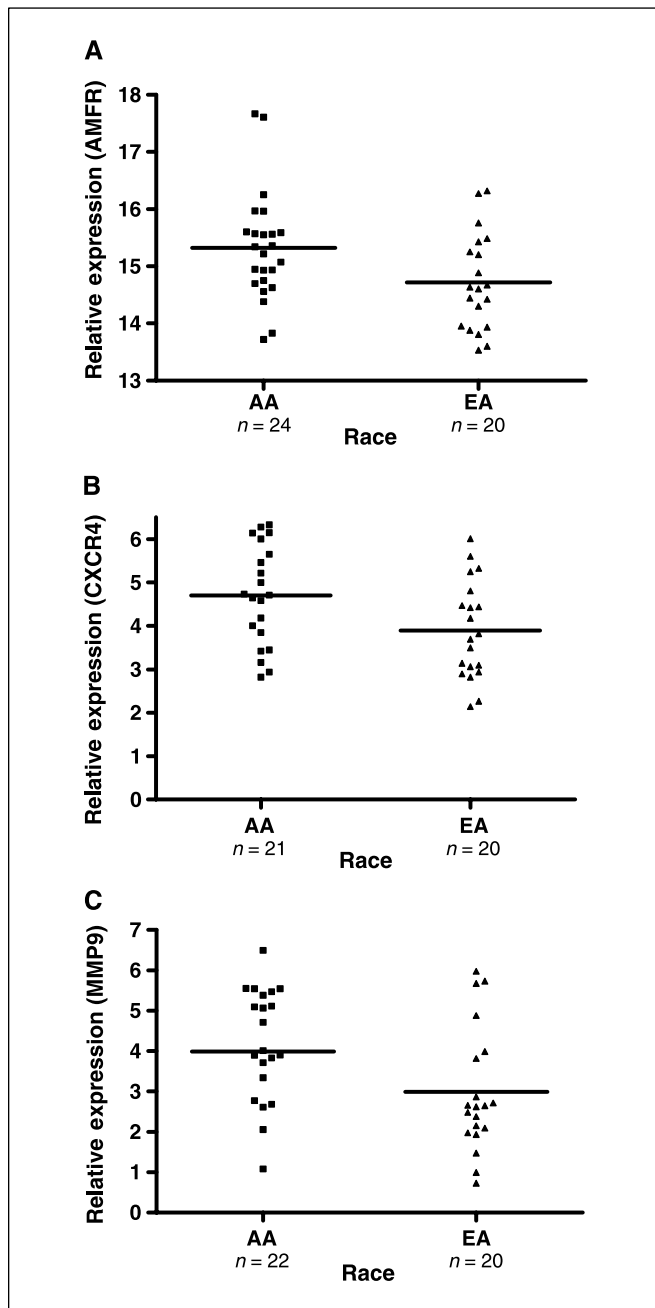 A
Relative expression (AMFR)
18
17
16
15
14
13
AA
EA
n = 24
n = 20
Race
B
Relative expression (CXCR4)
6
5
4
3
2
1
0
AA
EA
n = 21
n = 20
Race
C
Relative expression (MMP9)
7
6
5
4
3
2
1
0
AA
EA
n = 22
n = 20
Race